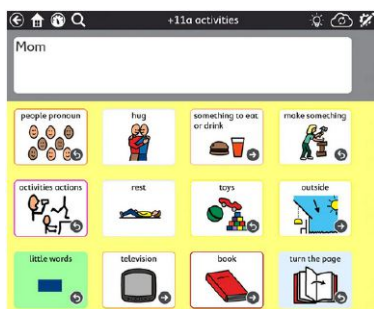 +11a activities
Mom
people pronoun
hug
something to eat
or drink
make something
activities actions
rest
toys
outside
little words
television
book
turn the page